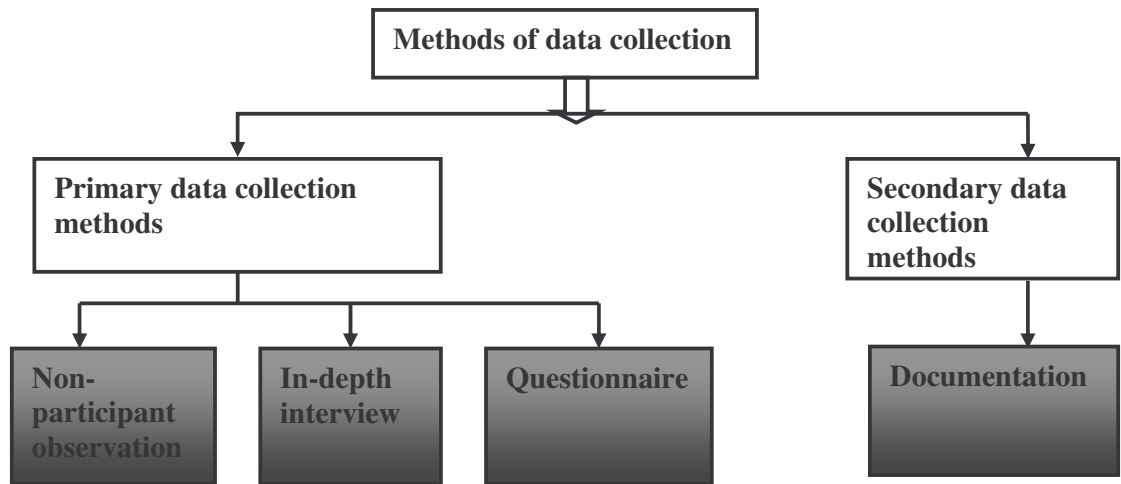 Methods of data collection
Primary data collection
methods
Secondary data
collection
methods
Non-
participant
observation
In-depth
interview
Questionnaire
Documentation